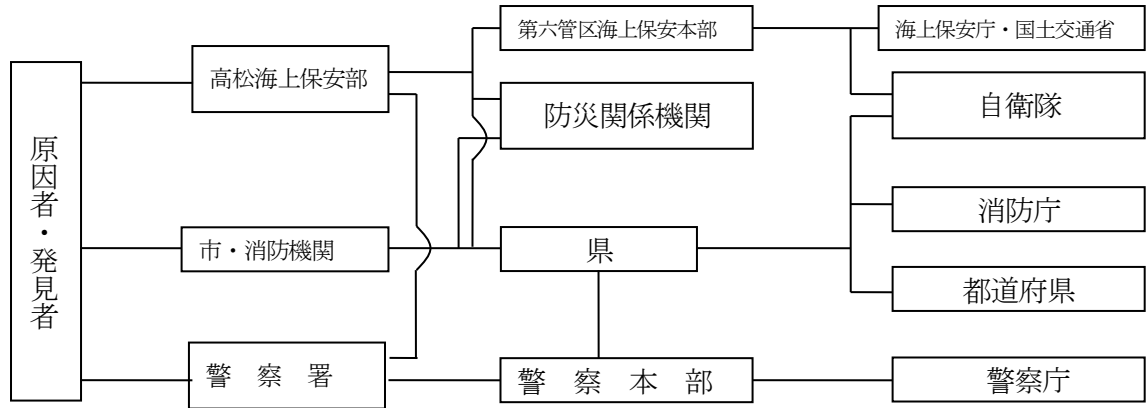 原因者・発見者
高松海上保安部
市・消防機関
警察署
第六管区海上保安本部
防災関係機関
県
警察本部
海上保安庁・国土交通省
自衛隊
消防庁
都道府県
警察庁